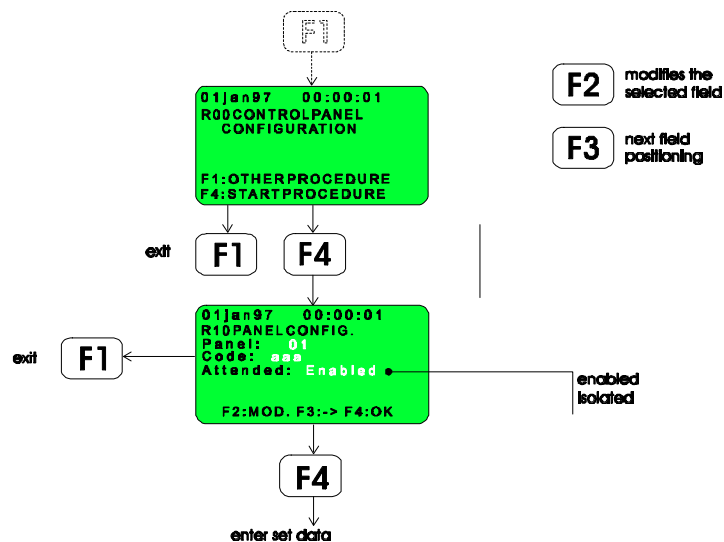 F1
01jan97 00:00:01
R00CONTROLPANEL
CONFIGURATION
F1:OTHERPROCEDURE
F4:STARTPROCEDURE
F2 modifies the
selected field
F3 next field
positioning
exit F1 F4
01jan97 00:00:01
R10PANELCONFIG.
Panel: 01
Code: aaa
Attended: Enabled
F2:MOD. F3:-> F4:OK
exit F1
enabled
isolated
F4
enter set data